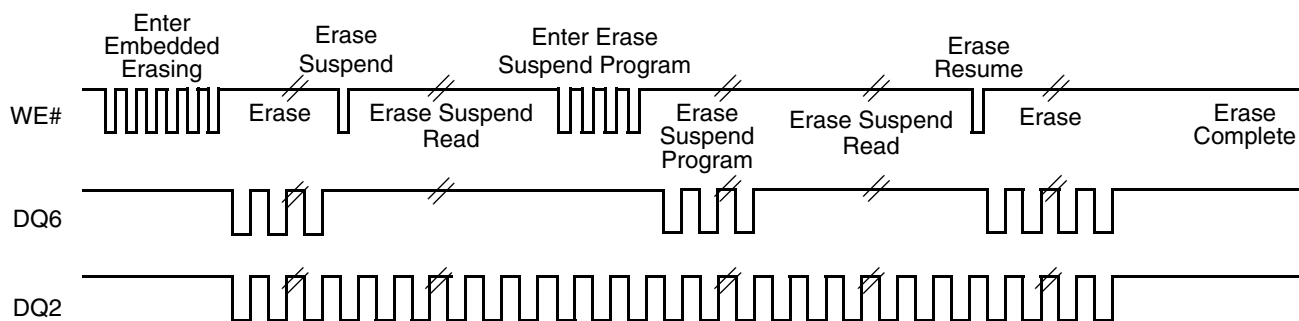 Enter
Embedded
Erasing
Erase
Suspend
Enter Erase
Suspend Program
Erase
Resume
WE#
Erase
Erase Suspend
Read
Erase
Suspend
Program
Erase Suspend
Read
Erase
Erase
Complete
DQ6
DQ2